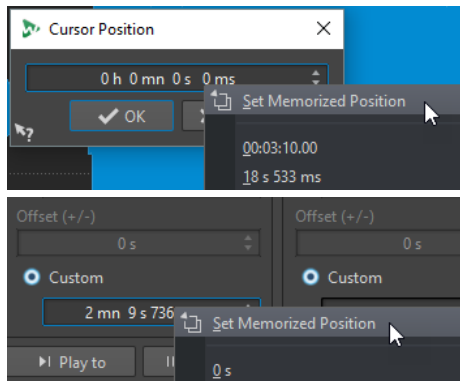 Cursor Position
0 h 0 mn 0 s 0 ms
OK
Set Memorized Position
00:03:10.00
18 s 533 ms
Offset (+/-)
Offset (+/-)
0 s
0 s
Custom
Custom
2 mn 9 s 736
Set Memorized Position
Play to
0 s